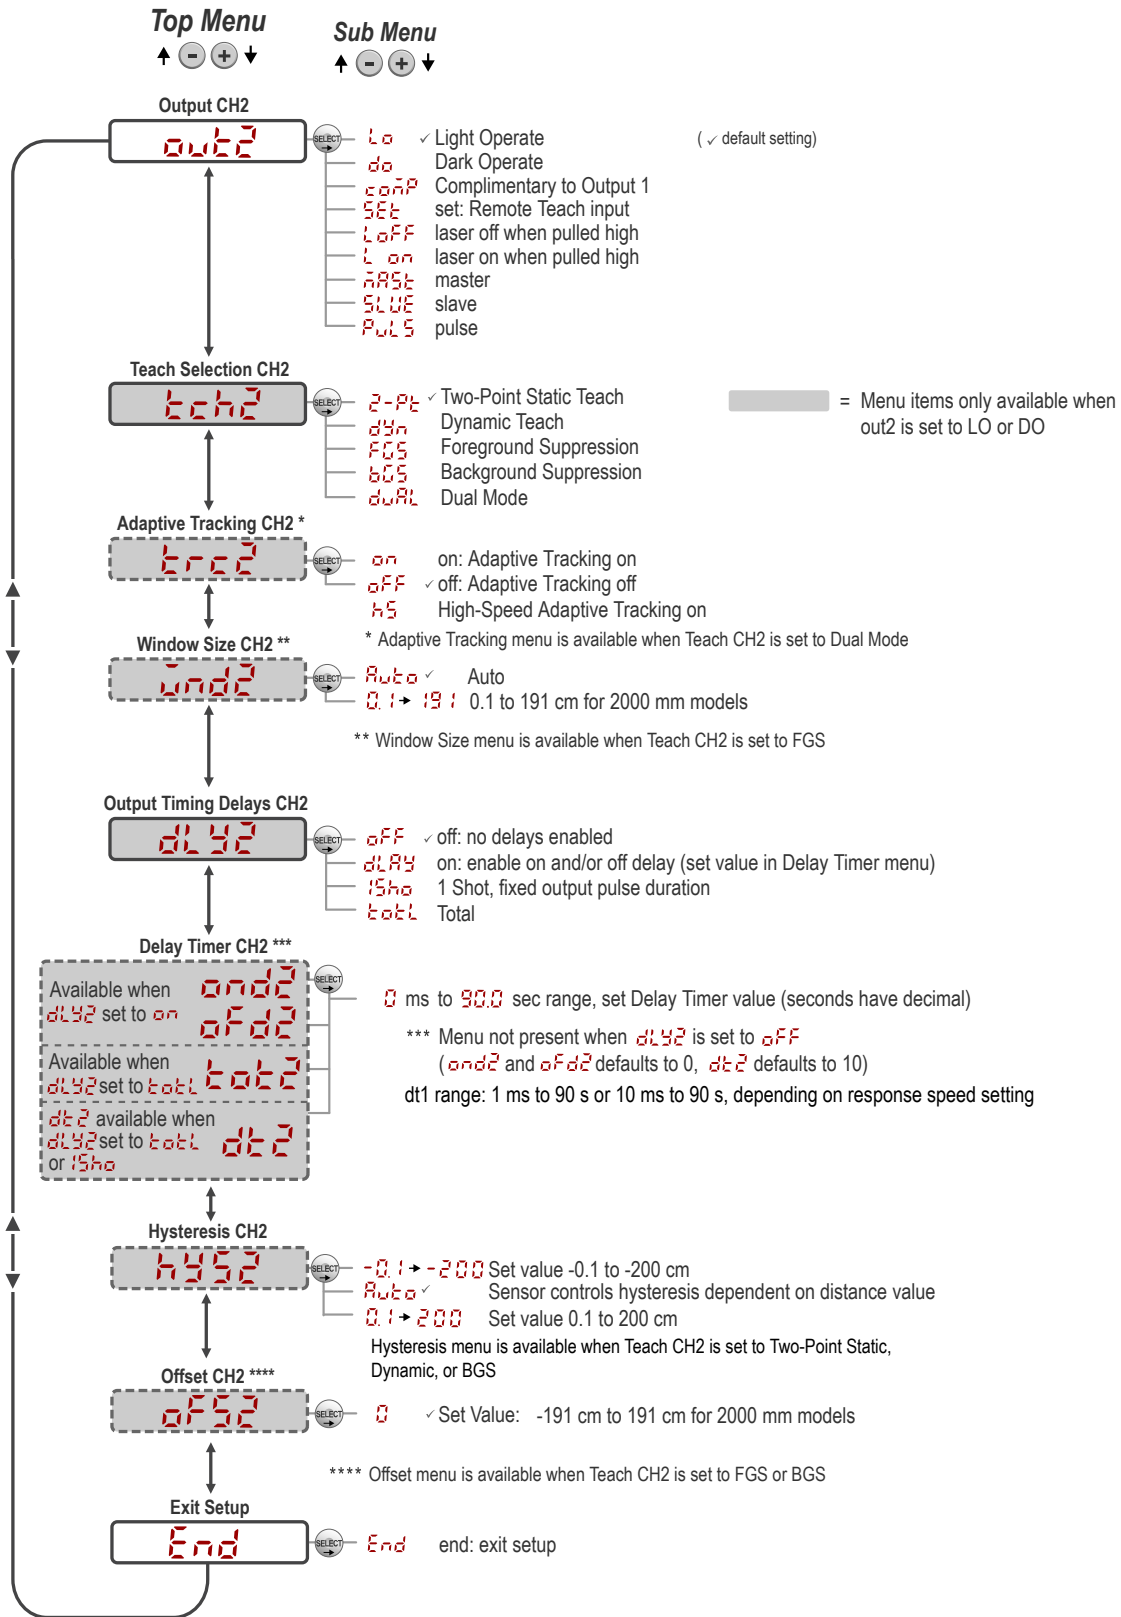 Top Menu
Sub Menu
- +
- +
Output CH2
out2
SELECT
Lo ✓ Light Operate
( ✓ default setting)
do Dark Operate
comP Complimentary to Output 1
SEt set: Remote Teach input
LoFF laser off when pulled high
L on laser on when pulled high
mASt master
SLUE slave
PuLS pulse
Teach Selection CH2
tch2
SELECT
2-Pt ✓ Two-Point Static Teach
dYn Dynamic Teach
FGS Foreground Suppression
bGS Background Suppression
duAL Dual Mode
= Menu items only available when
out2 is set to LO or DO
Adaptive Tracking CH2 *
trc2
SELECT
on on: Adaptive Tracking on
oFF ✓ off: Adaptive Tracking off
hS High-Speed Adaptive Tracking on
* Adaptive Tracking menu is available when Teach CH2 is set to Dual Mode
Window Size CH2 **
wnd2
SELECT
Auto ✓ Auto
0.1 → 191 0.1 to 191 cm for 2000 mm models
** Window Size menu is available when Teach CH2 is set to FGS
Output Timing Delays CH2
dLY2
SELECT
oFF ✓ off: no delays enabled
dLAY on: enable on and/or off delay (set value in Delay Timer menu)
1Sho 1 Shot, fixed output pulse duration
totL Total
Delay Timer CH2 ***
Available when
dLY2 set to on
ond2
oFd2
SELECT
0 ms to 90.0 sec range, set Delay Timer value (seconds have decimal)
*** Menu not present when dLY2 is set to oFF
(ond2 and oFd2 defaults to 0, dt2 defaults to 10)
dt1 range: 1 ms to 90 s or 10 ms to 90 s, depending on response speed setting
Available when
dLY2 set to totL
tot2
dt2 available when
dLY2 set to totL
or 1Sho
dt2
Hysteresis CH2
hYS2
SELECT
-0.1 → -200 Set value -0.1 to -200 cm
Auto ✓ Sensor controls hysteresis dependent on distance value
0.1 → 200 Set value 0.1 to 200 cm
Hysteresis menu is available when Teach CH2 is set to Two-Point Static,
Dynamic, or BGS
Offset CH2 ****
oFS2
SELECT
0 ✓ Set Value: -191 cm to 191 cm for 2000 mm models
**** Offset menu is available when Teach CH2 is set to FGS or BGS
Exit Setup
End
SELECT
End end: exit setup